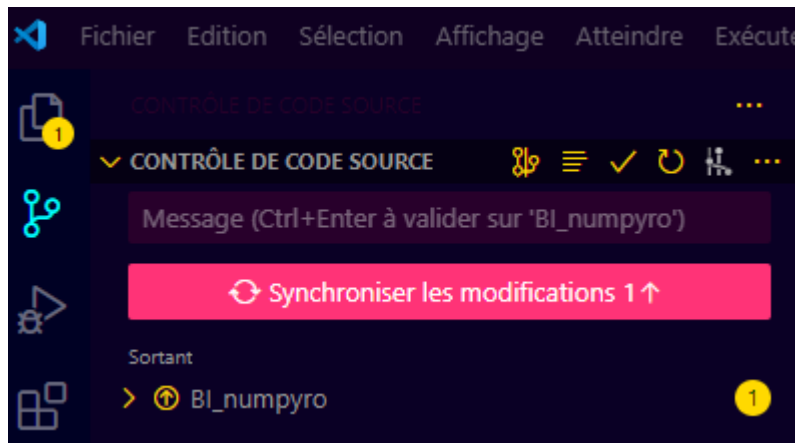 Fichier Edition Sélection Affichage Atteindre Exécute
CONTRÔLE DE CODE SOURCE
1
CONTRÔLE DE CODE SOURCE
Message (Ctrl+Enter à valider sur 'BI_numpyro')
Synchroniser les modifications 1↑
Sortant
BI_numpyro 1